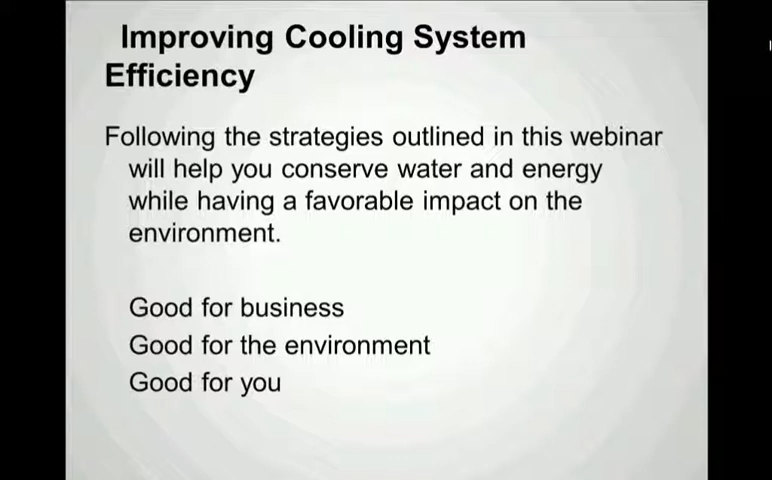 Improving Cooling System
Efficiency
Following the strategies outlined in this webinar
will help you conserve water and energy
while having a favorable impact on the
environment.
Good for business
Good for the environment
Good for you